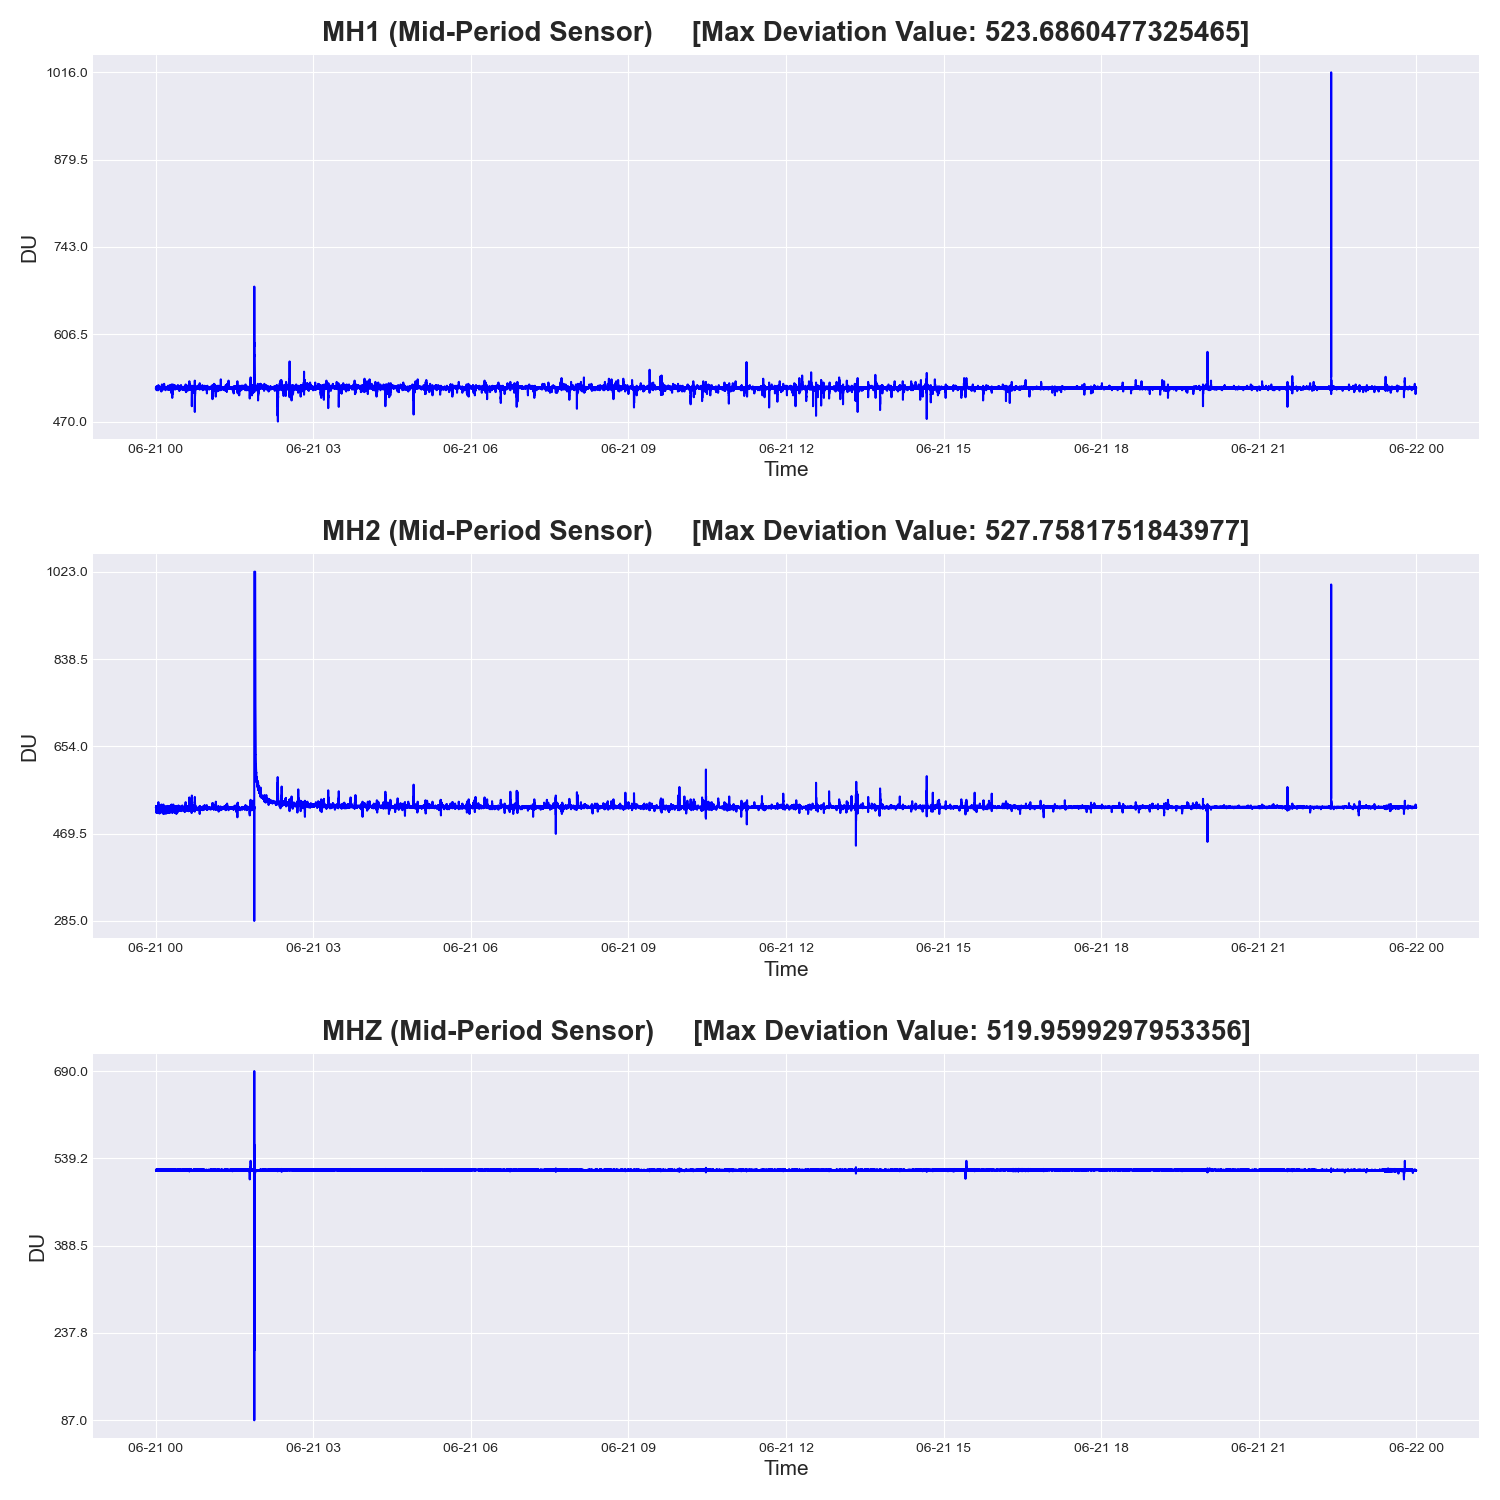 MH1 (Mid-Period Sensor) [Max Deviation Value: 523.6860477325465]
1016.0
879.5
743.0
606.5
470.0
DU
06-21 00 06-21 03 06-21 06 06-21 09 06-21 12 06-21 15 06-21 18 06-21 21 06-22 00
Time
MH2 (Mid-Period Sensor) [Max Deviation Value: 527.7581751843977]
1023.0
838.5
654.0
469.5
285.0
DU
06-21 00 06-21 03 06-21 06 06-21 09 06-21 12 06-21 15 06-21 18 06-21 21 06-22 00
Time
MHZ (Mid-Period Sensor) [Max Deviation Value: 519.9599297953356]
690.0
539.2
388.5
237.8
87.0
DU
06-21 00 06-21 03 06-21 06 06-21 09 06-21 12 06-21 15 06-21 18 06-21 21 06-22 00
Time